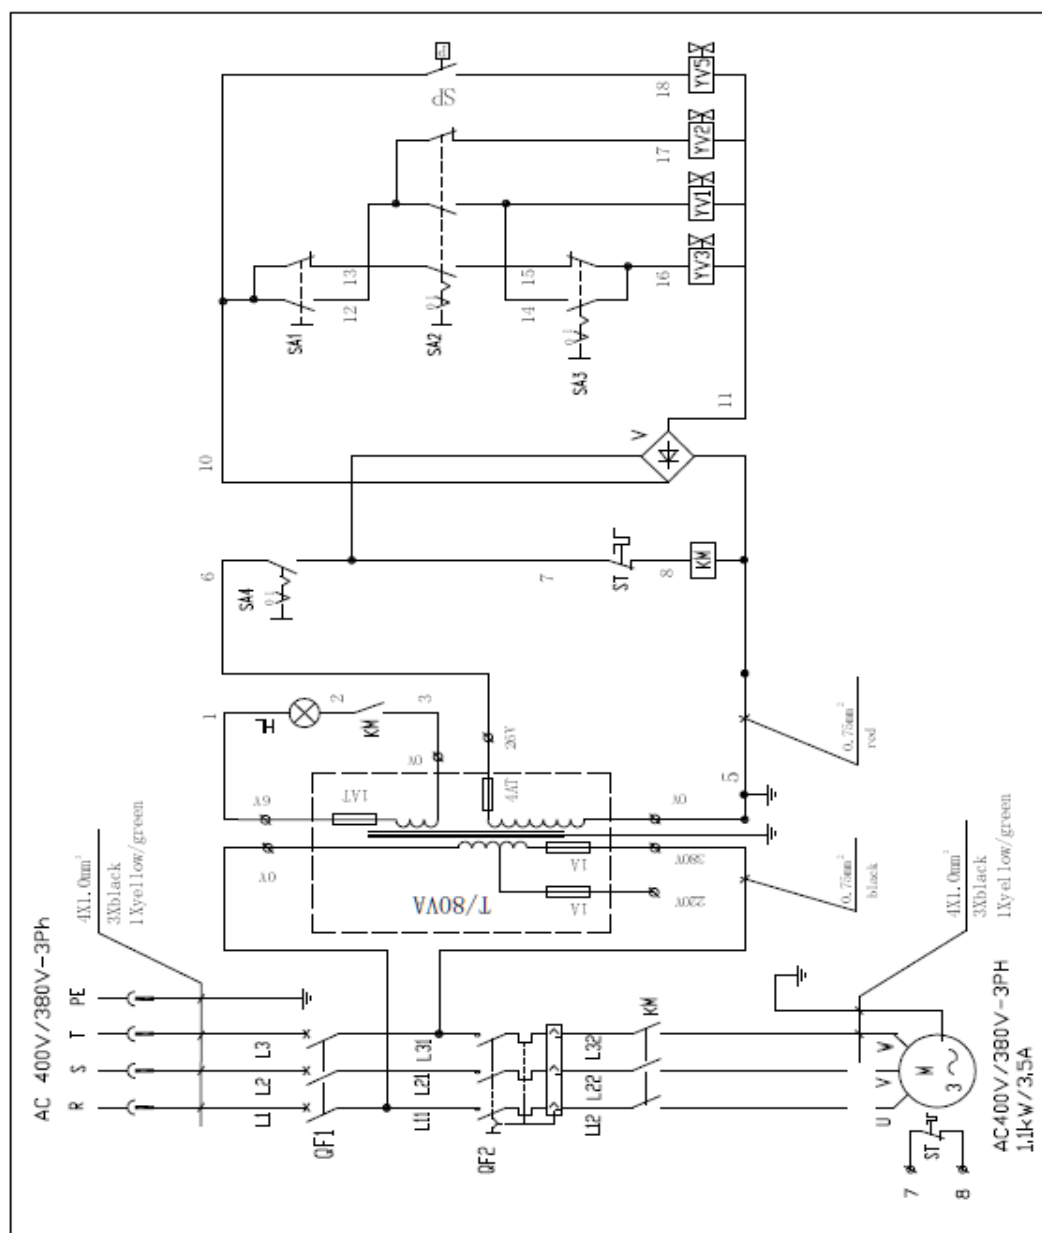 AC 400V/380V-3Ph
R
S
T
PE
4X1.0mm²
3Xblack
1Xyellow/green
L1
L2
L3
QF1
L11
L21
L31
QF2
L12
L22
L32
KM
U
V
W
M
3
ST
7
8
AC400V/380V-3PH
1.1kW/3.5A
4X1.0mm²
3Xblack
1Xyellow/green
0V
6V
1AT
0V
26V
4AT
0V
T/80VA
1A
380V
1A
220V
0.75mm²
black
0.75mm²
red
5
1
2
KM
3
6
SA4
0 1
7
ST
8
KM
10
V
11
SA1
13
12
SA2
0 1
15
14
SA3
0 1
16
YV3
YV1
17
YV2
SP
18
YV5